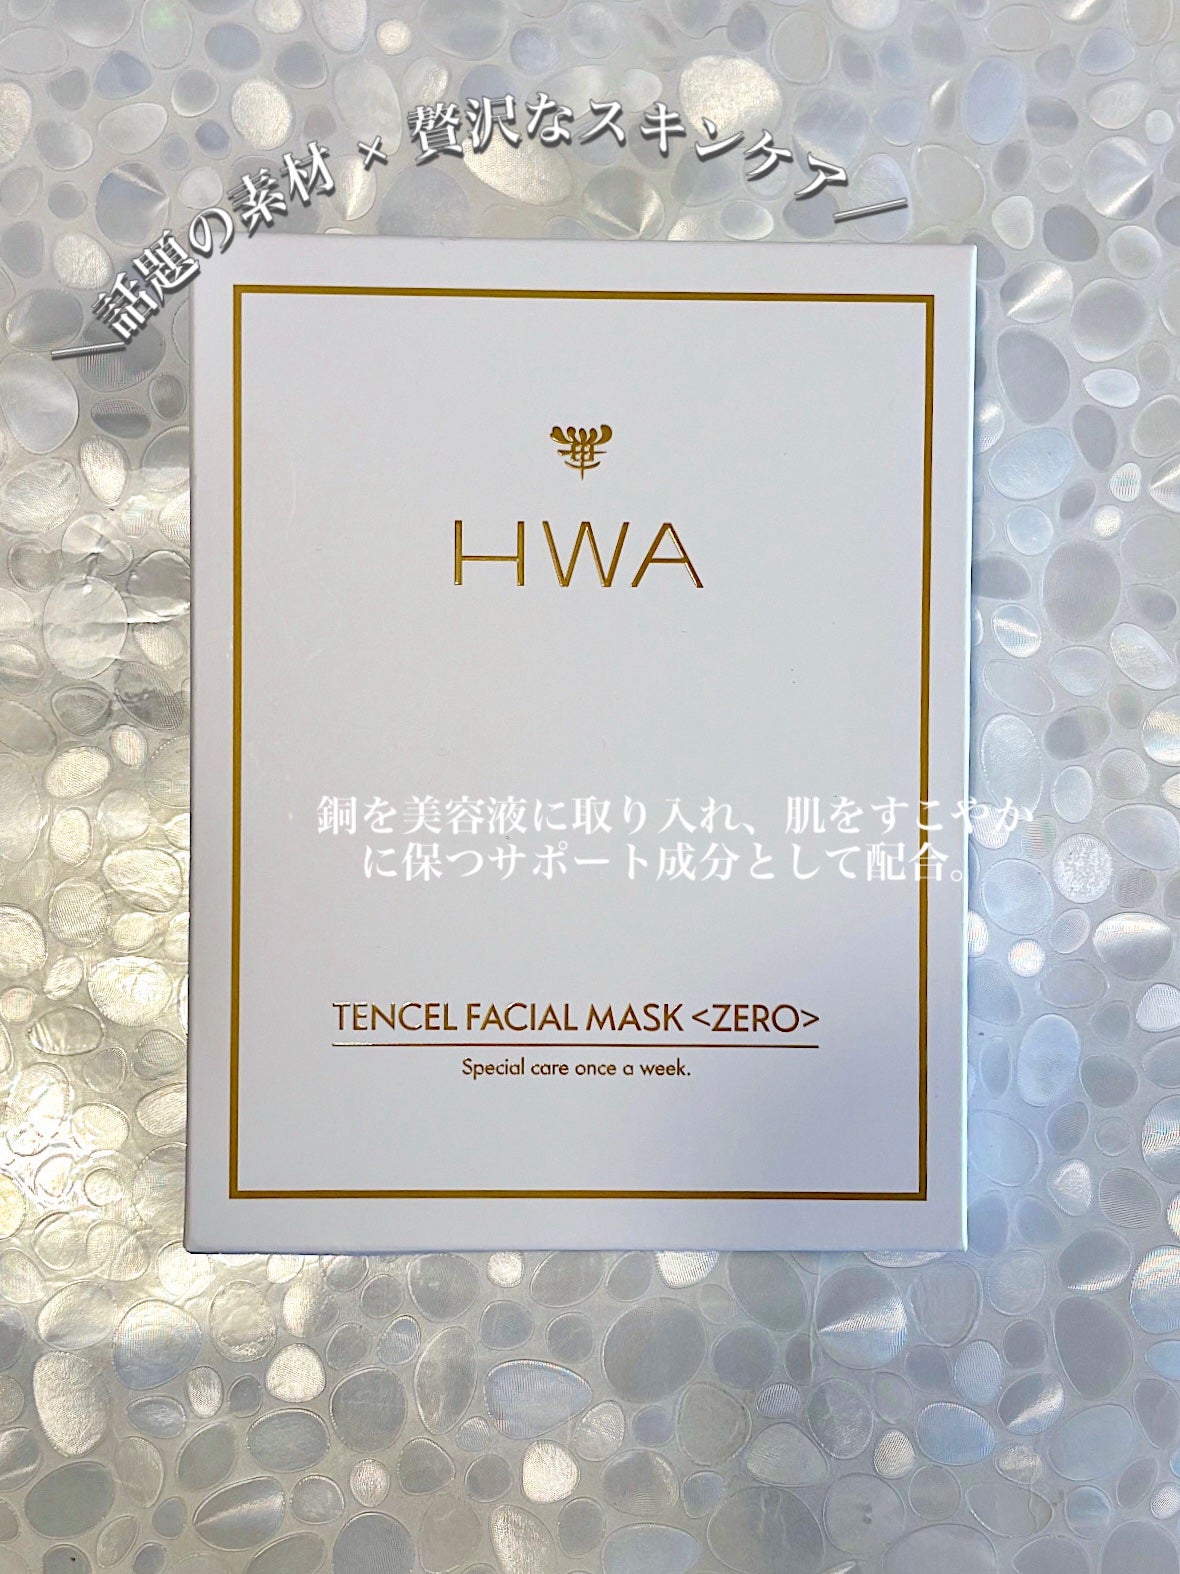 \話題の素材 × 贅沢なスキンケア/
HWA
銅を美容液に取り入れ、肌をすこやか
に保つサポート成分として配合。
TENCEL FACIAL MASK <ZERO>
Special care once a week.